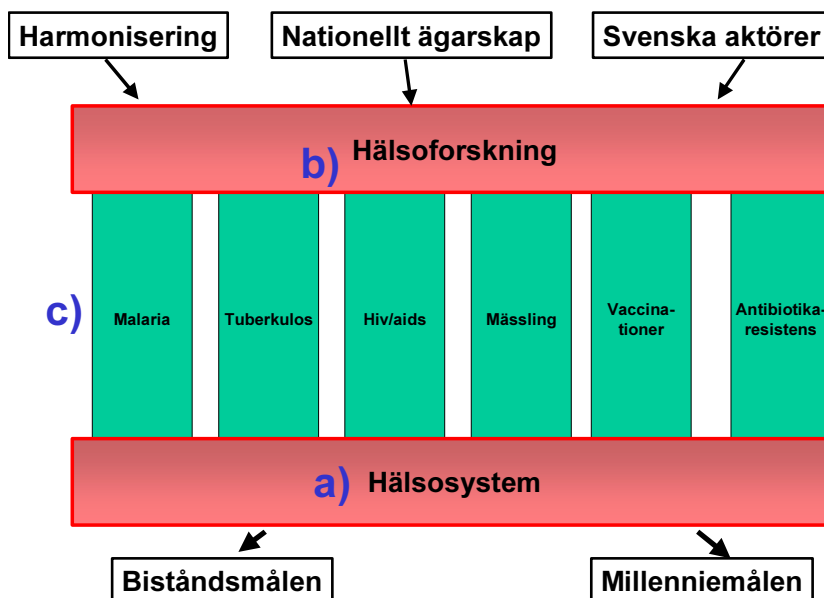 Harmonisering
Nationellt ägarskap
Svenska aktörer
b) Hälsoforskning
c)
Malaria
Tuberkulos
Hiv/aids
Mässling
Vaccina-
tioner
Antibiotika-
resistens
a) Hälsosystem
Biståndsmålen
Millenniemålen